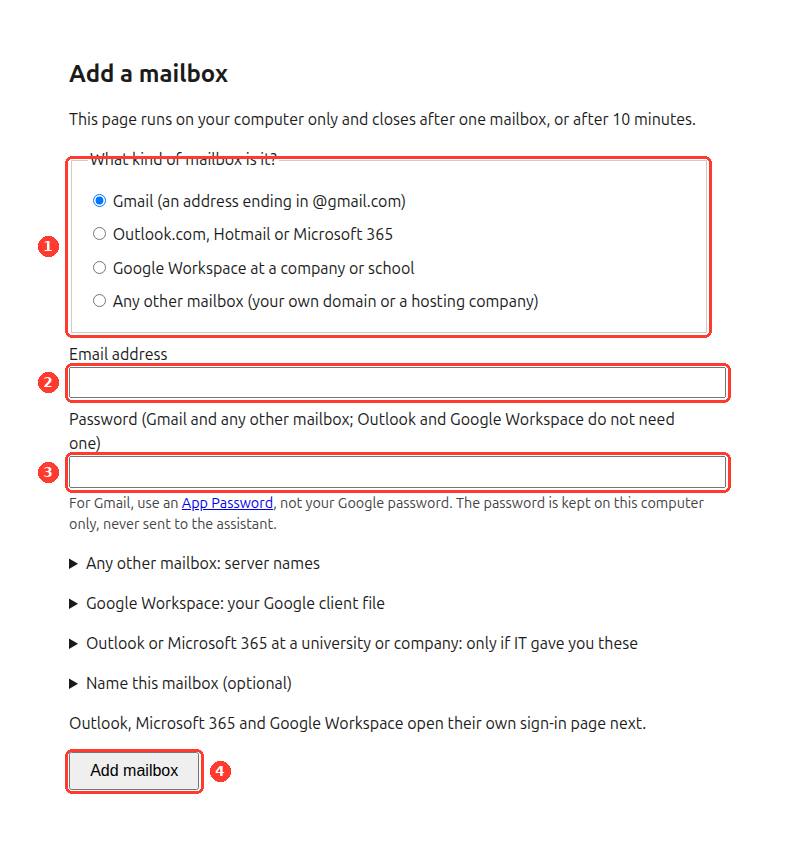 Add a mailbox
This page runs on your computer only and closes after one mailbox, or after 10 minutes.
What kind of mailbox is it?
1
Gmail (an address ending in @gmail.com)
Outlook.com, Hotmail or Microsoft 365
Google Workspace at a company or school
Any other mailbox (your own domain or a hosting company)
Email address
2
Password (Gmail and any other mailbox; Outlook and Google Workspace do not need
one)
3
For Gmail, use an App Password, not your Google password. The password is kept on this computer
only, never sent to the assistant.
Any other mailbox: server names
Google Workspace: your Google client file
Outlook or Microsoft 365 at a university or company: only if IT gave you these
Name this mailbox (optional)
Outlook, Microsoft 365 and Google Workspace open their own sign-in page next.
Add mailbox
4